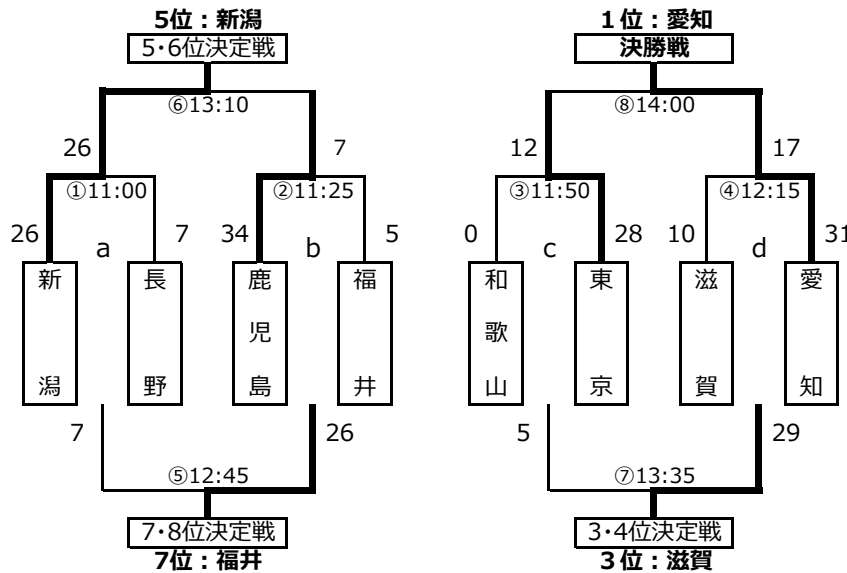 5位:新潟
5・6位決定戦
⑥13:10
26
7
①11:00
②11:25
26
a
7
34
b
5
新潟
長野
鹿児島
福井
7
26
⑤12:45
7・8位決定戦
7位:福井
1位:愛知
決勝戦
⑧14:00
12
17
③11:50
④12:15
0
c
28
10
d
31
和歌山
東京
滋賀
愛知
5
29
⑦13:35
3・4位決定戦
3位:滋賀